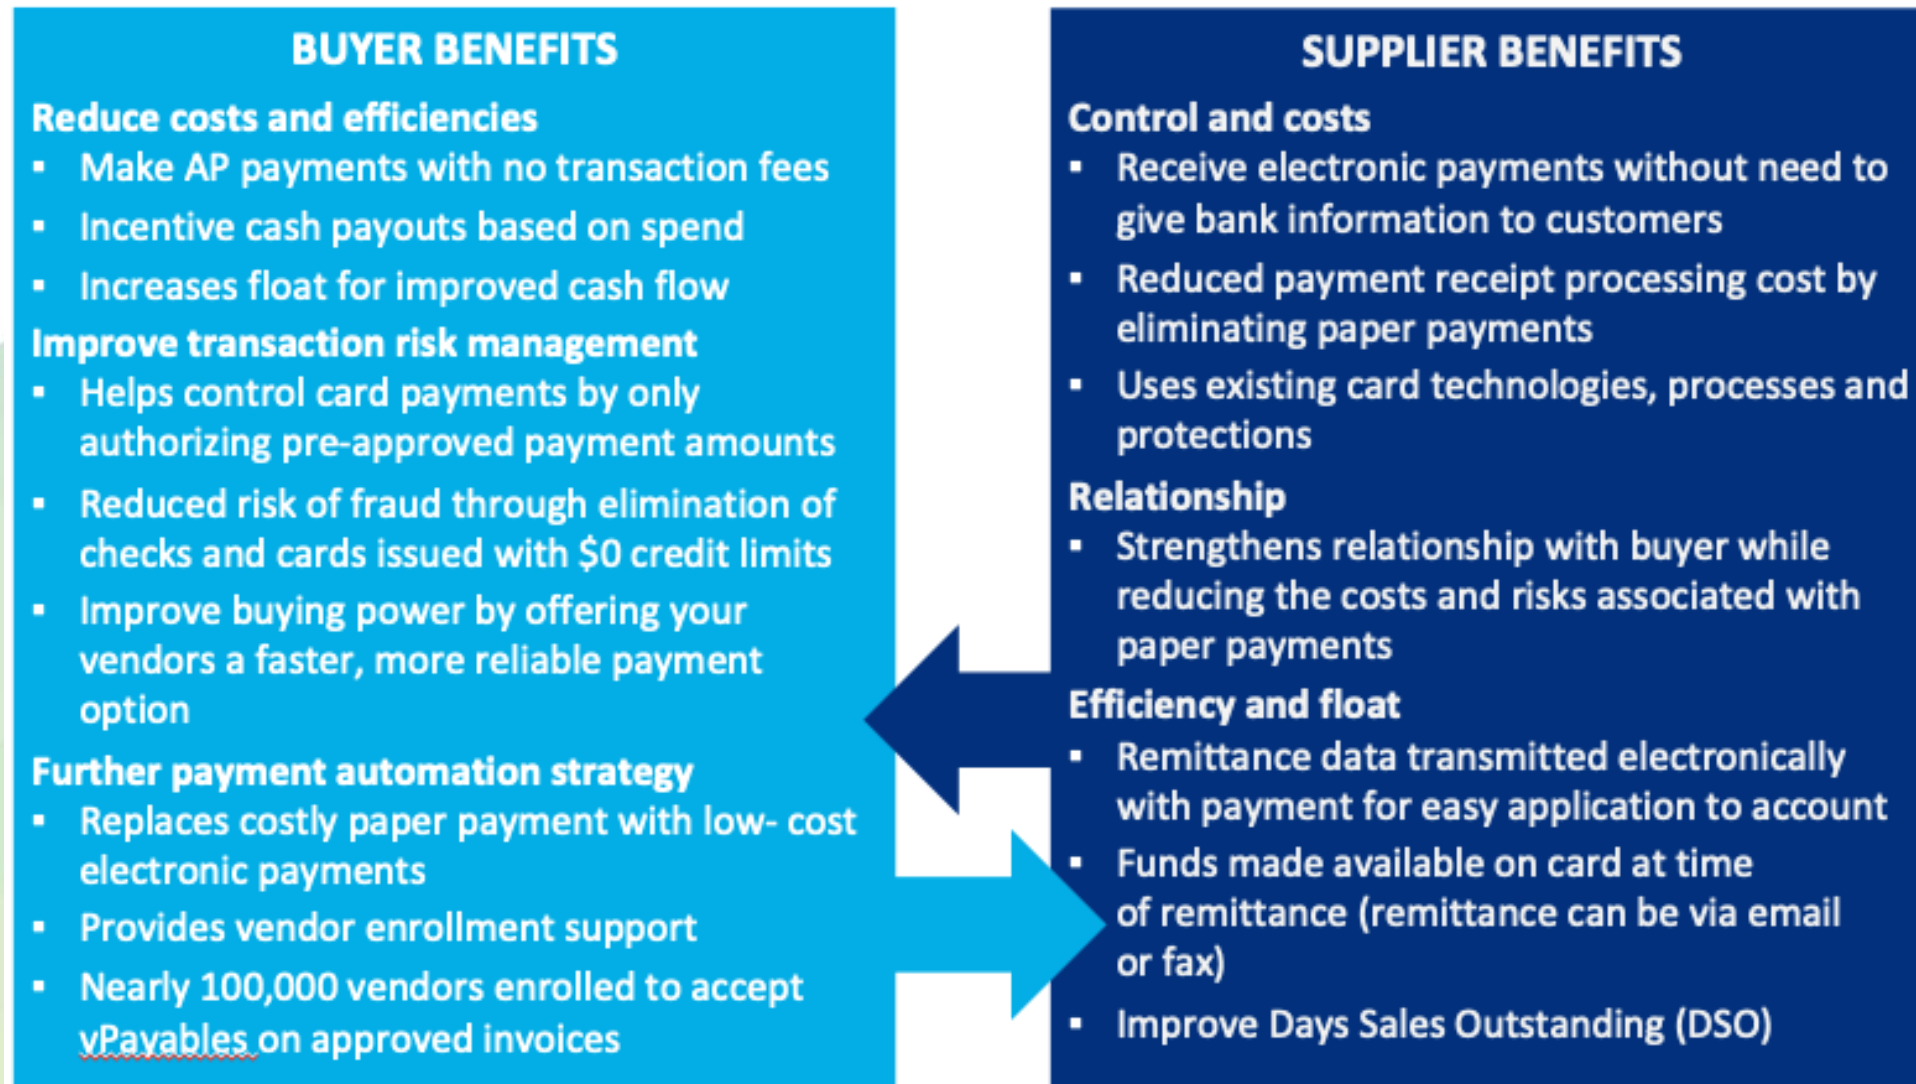 BUYER BENEFITS
Reduce costs and efficiencies
▪ Make AP payments with no transaction fees
▪ Incentive cash payouts based on spend
▪ Increases float for improved cash flow
Improve transaction risk management
▪ Helps control card payments by only
authorizing pre-approved payment amounts
▪ Reduced risk of fraud through elimination of
checks and cards issued with $0 credit limits
▪ Improve buying power by offering your
vendors a faster, more reliable payment
option
Further payment automation strategy
▪ Replaces costly paper payment with low- cost
electronic payments
▪ Provides vendor enrollment support
▪ Nearly 100,000 vendors enrolled to accept
vPayables on approved invoices
SUPPLIER BENEFITS
Control and costs
▪ Receive electronic payments without need to
give bank information to customers
▪ Reduced payment receipt processing cost by
eliminating paper payments
▪ Uses existing card technologies, processes and
protections
Relationship
▪ Strengthens relationship with buyer while
reducing the costs and risks associated with
paper payments
Efficiency and float
▪ Remittance data transmitted electronically
with payment for easy application to account
▪ Funds made available on card at time
of remittance (remittance can be via email
or fax)
▪ Improve Days Sales Outstanding (DSO)